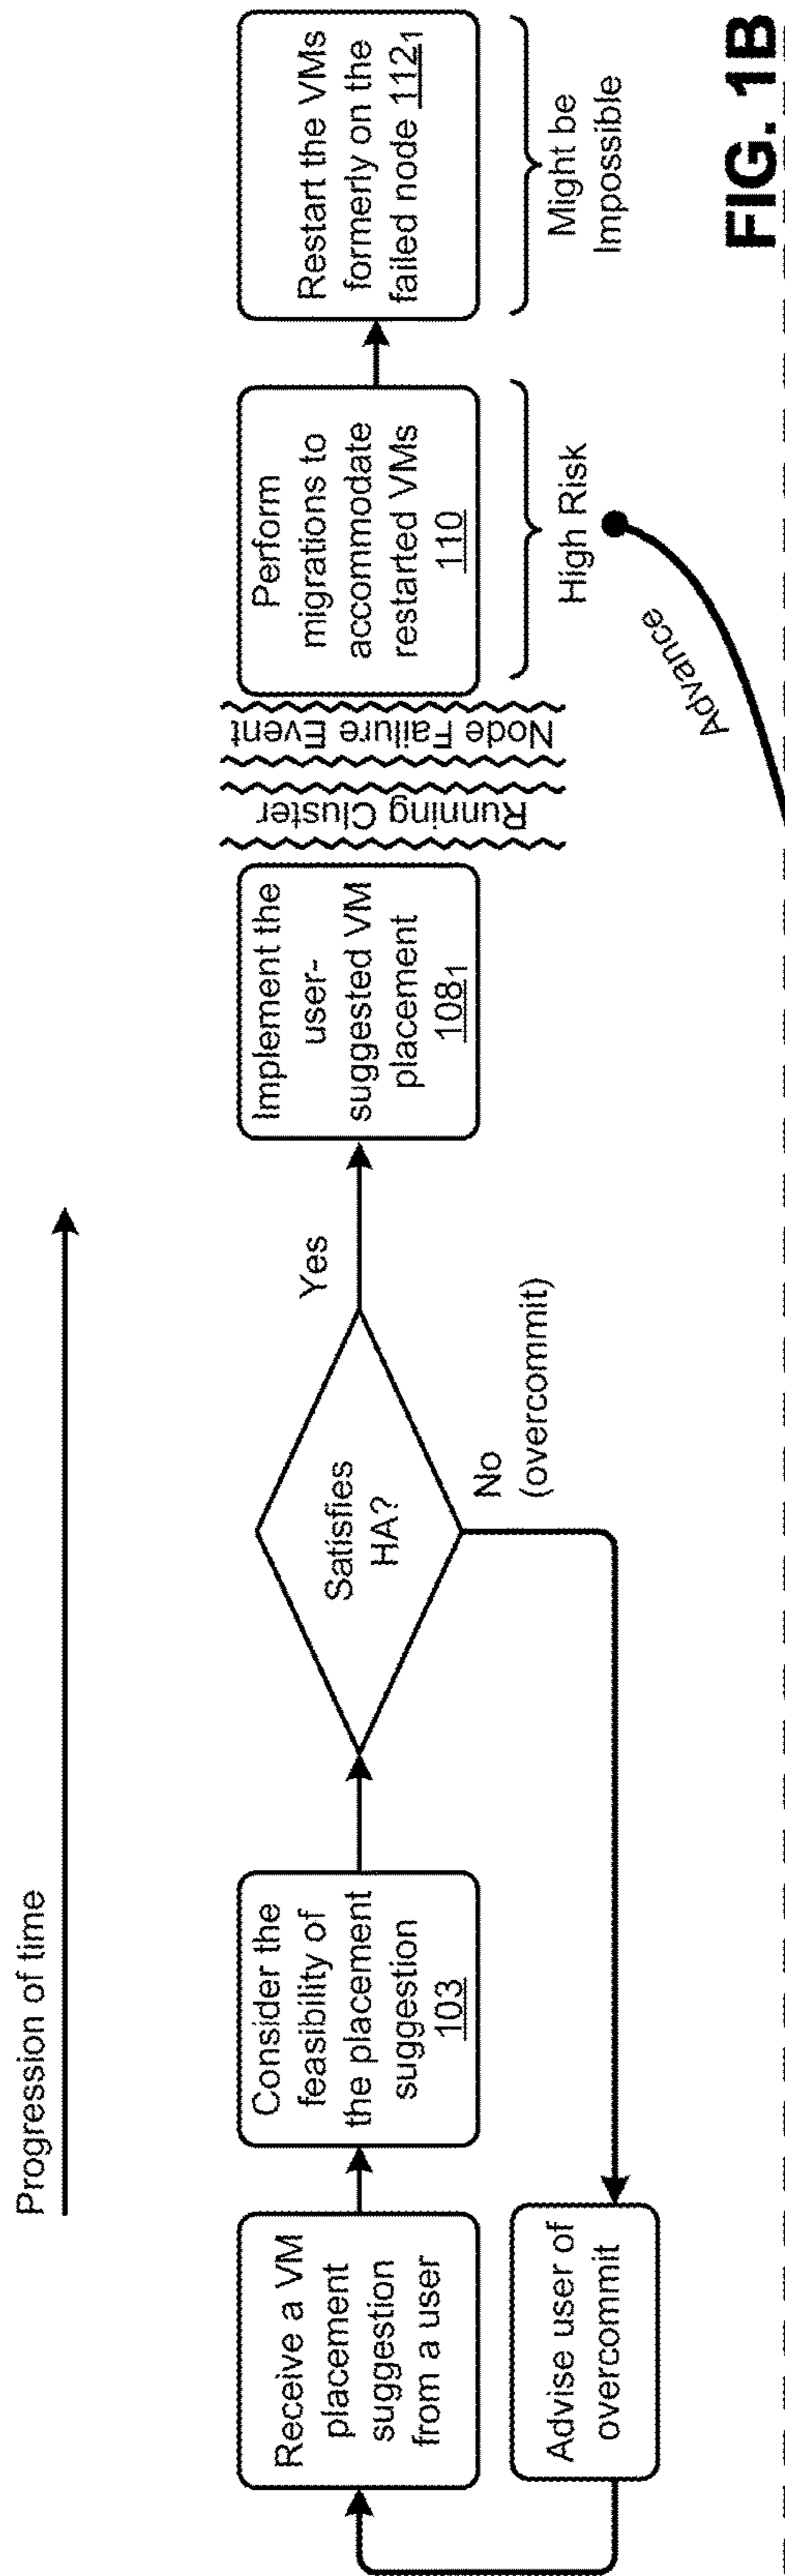 Progression of time
Receive a VM
placement
suggestion
from a user
Consider the
feasibility of
the placement
suggestion
103
Satisfies
HA?
Yes
No
(overcommit)
Advise user of
overcommit
Implement the
user-
suggested VM
placement
108₁
Running Cluster
Node Failure Event
Perform
migrations to
accommodate
restarted VMs
110
High Risk
Advance
Restart the VMs
formerly on the
failed node 112₁
Might be
Impossible
FIG. 1B